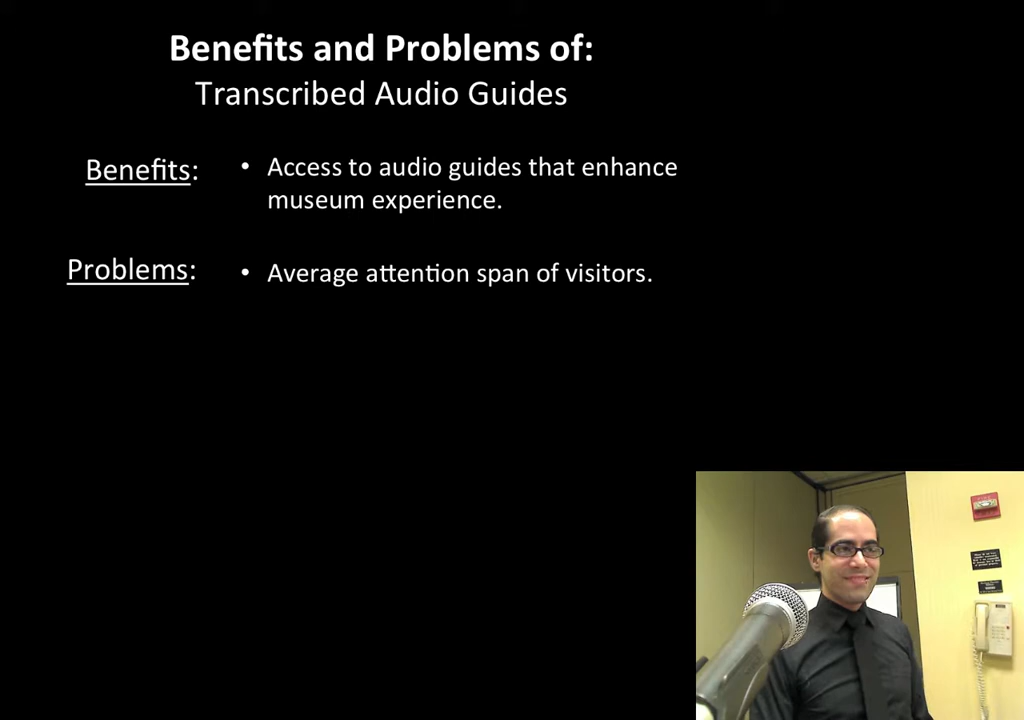 Benefits and Problems of:
Transcribed Audio Guides
Benefits:
• Access to audio guides that enhance
museum experience.
Problems:
• Average attention span of visitors.